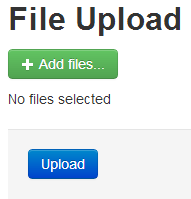 File Upload
+ Add files...
No files selected
Upload